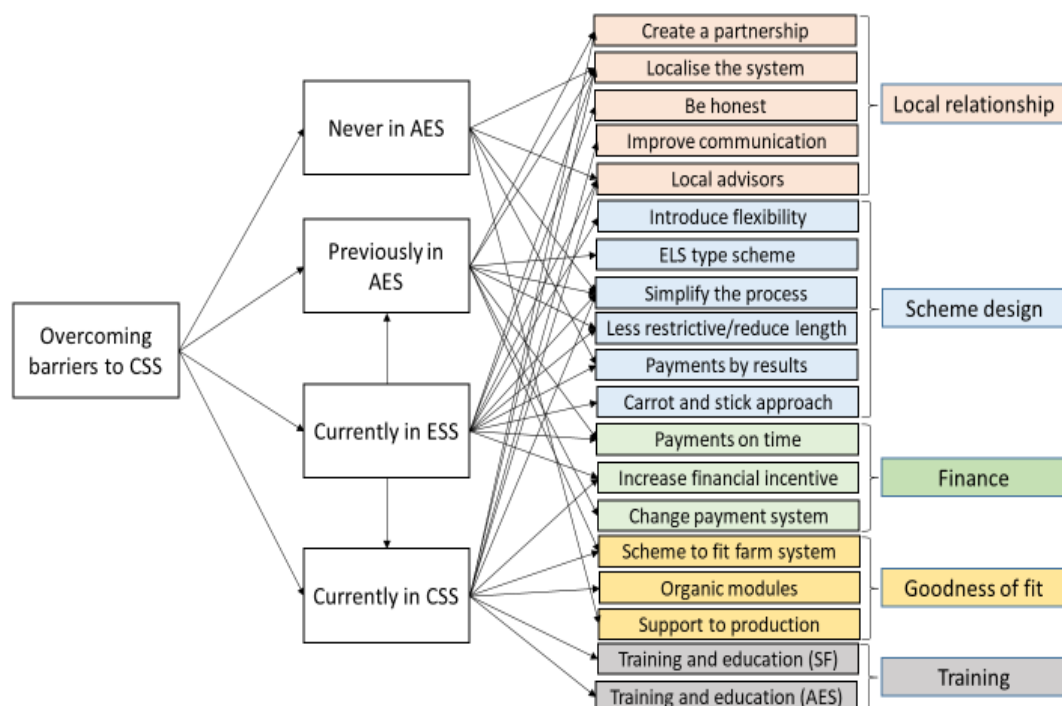 Overcoming
barriers to CSS
Never in AES
Previously in
AES
Currently in ESS
Currently in CSS
Create a partnership
Localise the system
Be honest
Improve communication
Local advisors
Introduce flexibility
ELS type scheme
Simplify the process
Less restrictive/reduce length
Payments by results
Carrot and stick approach
Payments on time
Increase financial incentive
Change payment system
Scheme to fit farm system
Organic modules
Support to production
Training and education (SF)
Training and education (AES)
Local relationship
Scheme design
Finance
Goodness of fit
Training